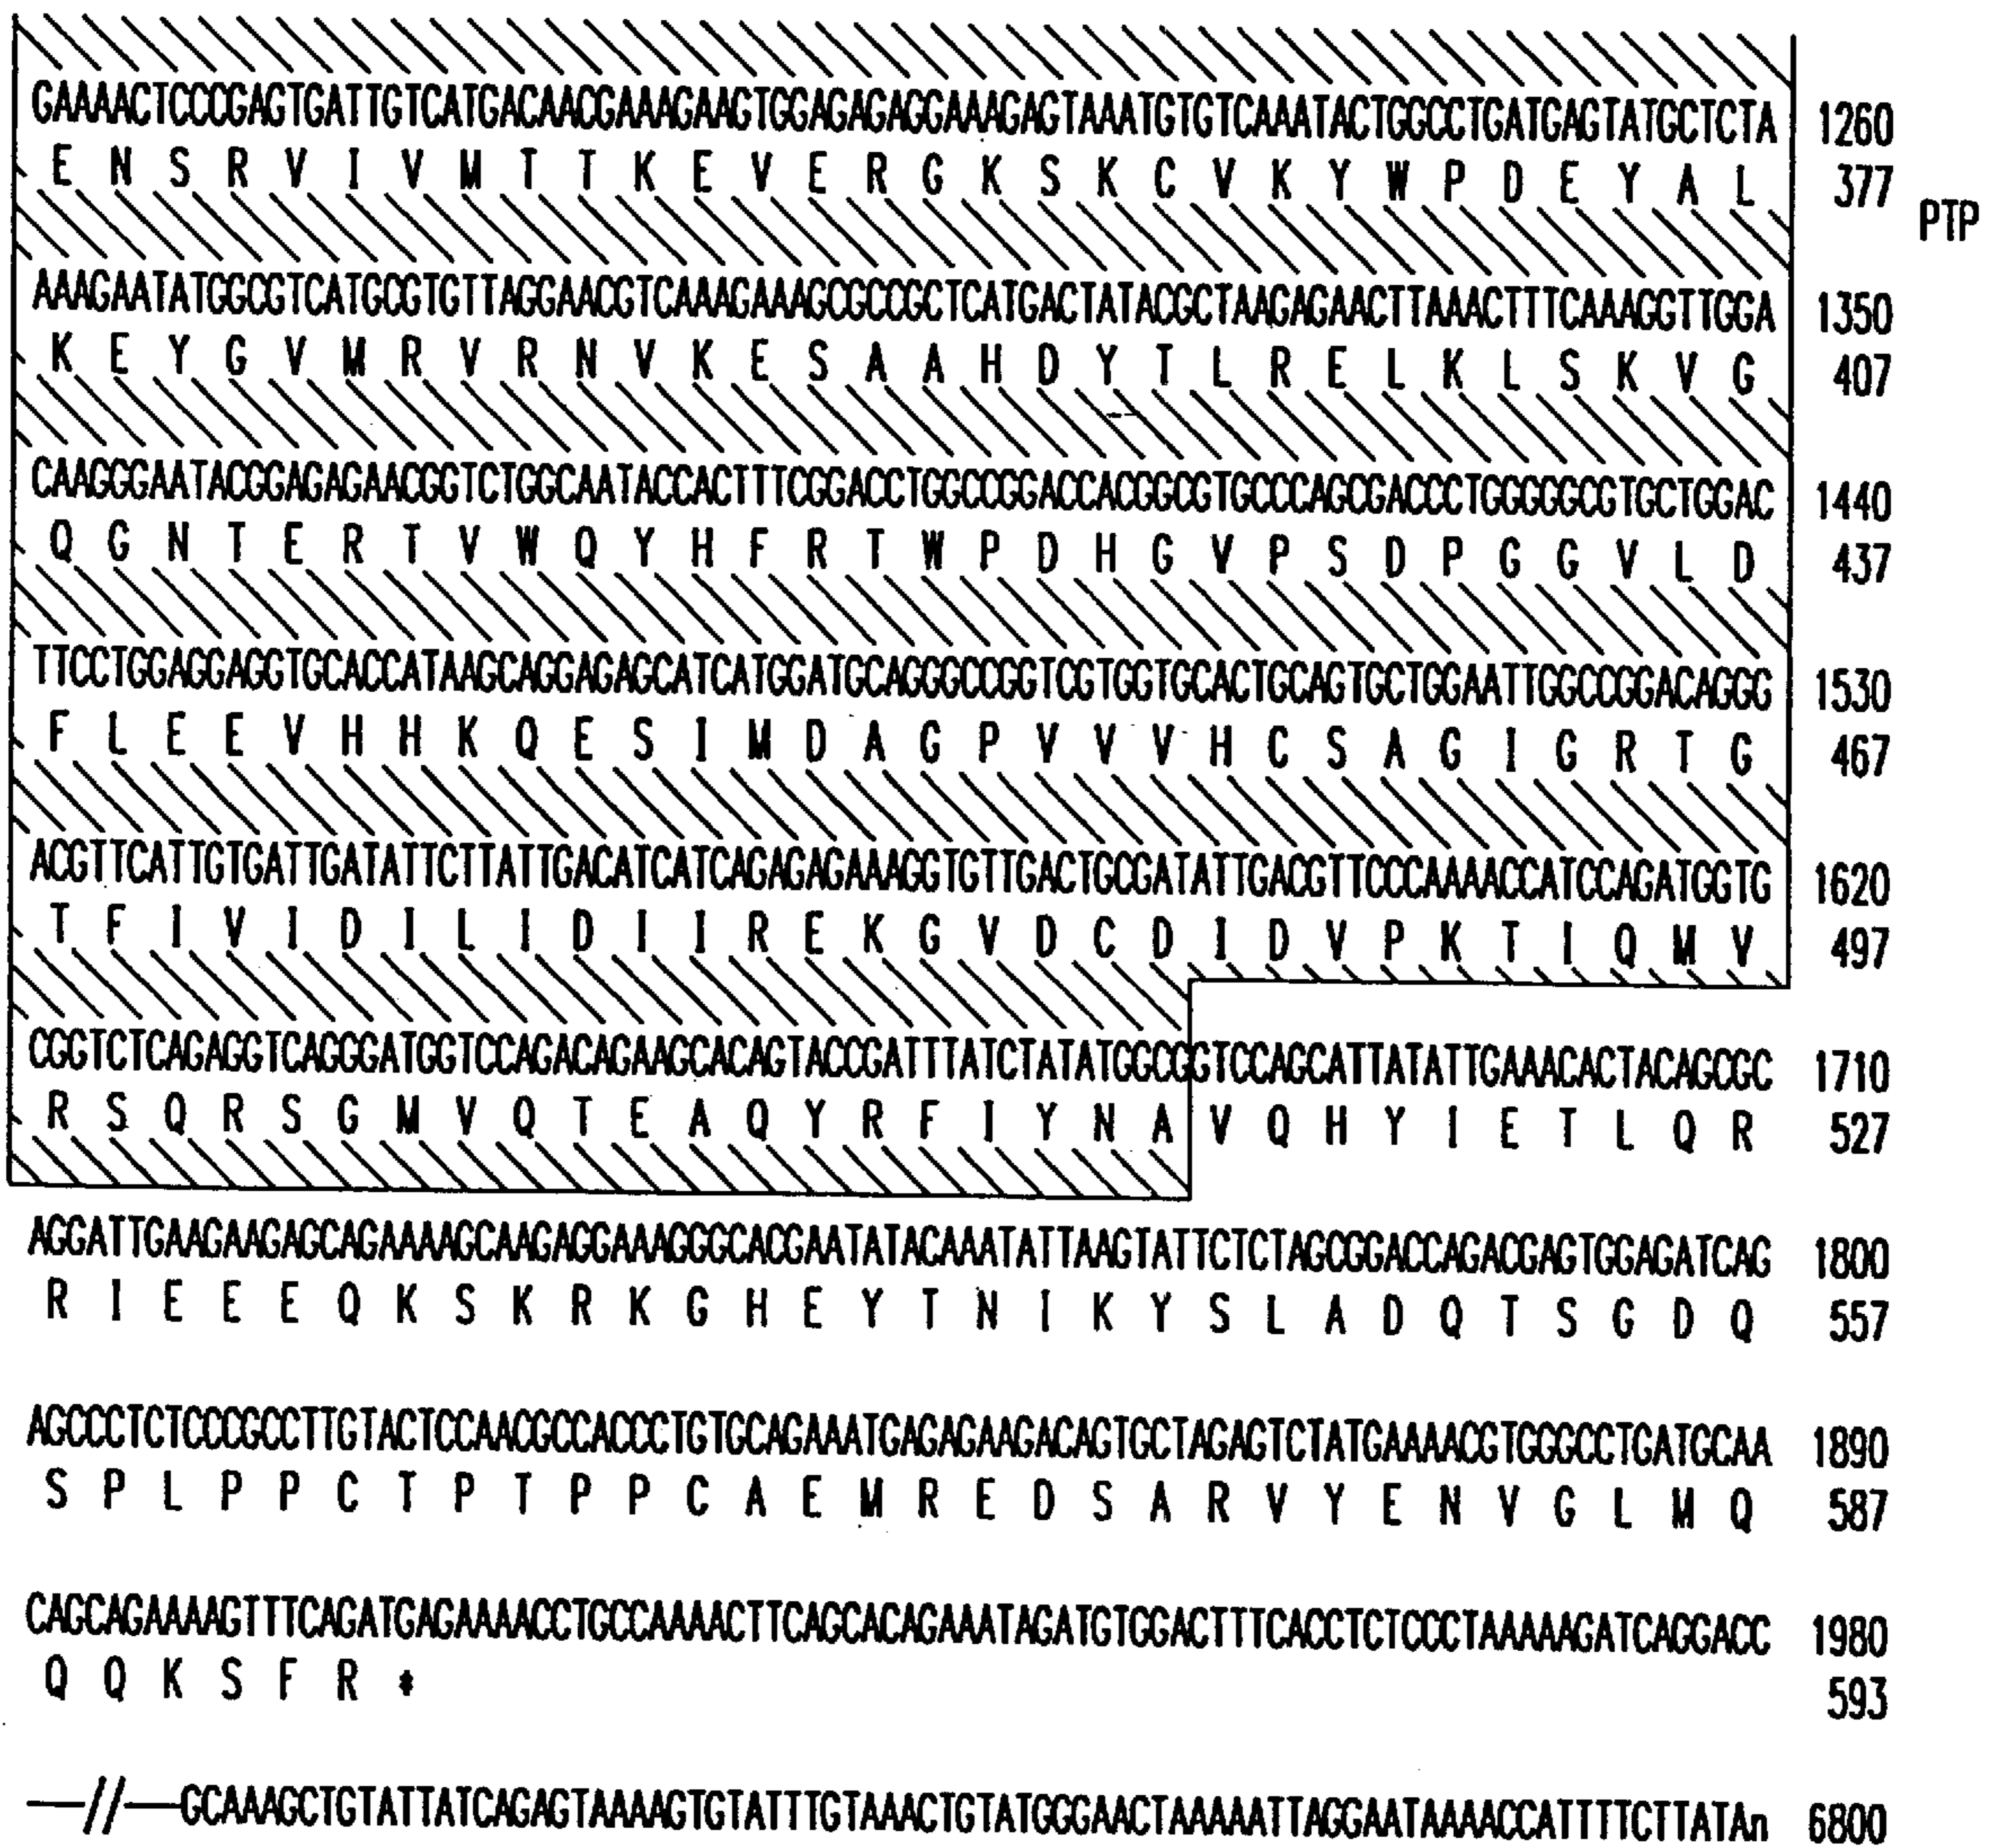 GAAAACTCCCGAGTGATTGTCATGACAACGAAAGAAGTGGAGAGAGGAAAGAGTAAATGTGTCAAATACTGGCCTGATGAGTATGCTCTA 1260
E N S R V I V M T T K E V E R G K S K C V K Y W P D E Y A L 377
PTP
AAAGAATATGGCGTCATGCGTGTTAGGAACGTCAAAGAAAGCGCCGCTCATGACTATACGCTAAGAGAACTTAAACTTTCAAAGGTTGGA 1350
K E Y G V M R V R N V K E S A A H D Y T L R E L K L S K V G 407
CAAGGGAATACGGAGAGAACGGTCTGGCAATACCACTTTCGGACCTGGCCGGACCACGGCGTGCCCAGCGACCCTGGGGGCGTGCTGGAC 1440
Q G N T E R T V W Q Y H F R T W P D H G V P S D P G G V L D 437
TTCCTGGAGGAGGTGCACCATAAGCAGGAGAGCATCATGGATGCAGGGCCGGTCGTGGTGCACTGCAGTGCTGGAATTGGCCGGACAGGG 1530
F L E E V H H K Q E S I M D A G P V V V H C S A G I G R T G 467
ACGTTCATTGTGATTGATATTCTTATTGACATCATCAGAGAGAAAGGTGTTGACTGCGATATTGACGTTCCCAAAACCATCCAGATGGTG 1620
T F I V I D I L I D I I R E K G V D C D I D V P K T I Q M V 497
CGGTCTCAGAGGTCAGGGATGGTCCAGACAGAAGCACAGTACCGATTTATCTATATGGCGGTCCAGCATTATATTGAAACACTACAGCGC 1710
R S Q R S G M V Q T E A Q Y R F I Y N A V Q H Y I E T L Q R 527
AGGATTGAAGAAGAGCAGAAAAGCAAGAGGAAAGGGCACGAATATACAAATATTAAGTATTCTCTAGCGGACCAGACGAGTGGAGATCAG 1800
R I E E E Q K S K R K G H E Y T N I K Y S L A D Q T S G D Q 557
AGCCCTCTCCCGCCTTGTACTCCAACGCCACCCTGTGCAGAAATGAGAGAAGACAGTGCTAGAGTCTATGAAAACGTGGGCCTGATGCAA 1890
S P L P P C T P T P P C A E M R E D S A R V Y E N V G L M Q 587
CAGCAGAAAAGTTTCAGATGAGAAAACCTGCCAAAACTTCAGCACAGAAATAGATGTGGACTTTCACCTCTCCCTAAAAAGATCAGGACC 1980
Q Q K S F R * 593
—//—GCAAAGCTGTATTATCAGAGTAAAAGTGTATTTGTAAACTGTATGGGAACTAAAAATTAGGAATAAAACCATTTTCTTATAn 6800